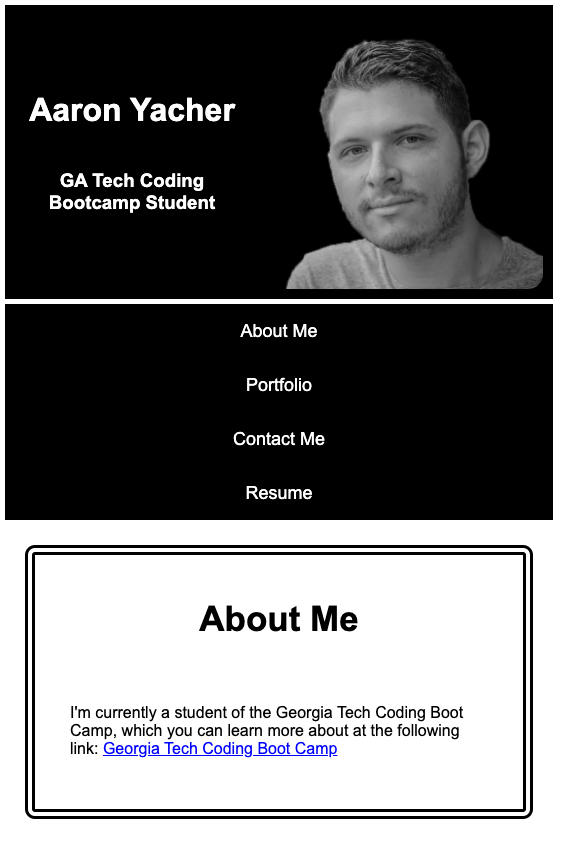 Aaron Yacher
GA Tech Coding
Bootcamp Student
About Me
Portfolio
Contact Me
Resume
About Me
I'm currently a student of the Georgia Tech Coding Boot
Camp, which you can learn more about at the following
link: Georgia Tech Coding Boot Camp